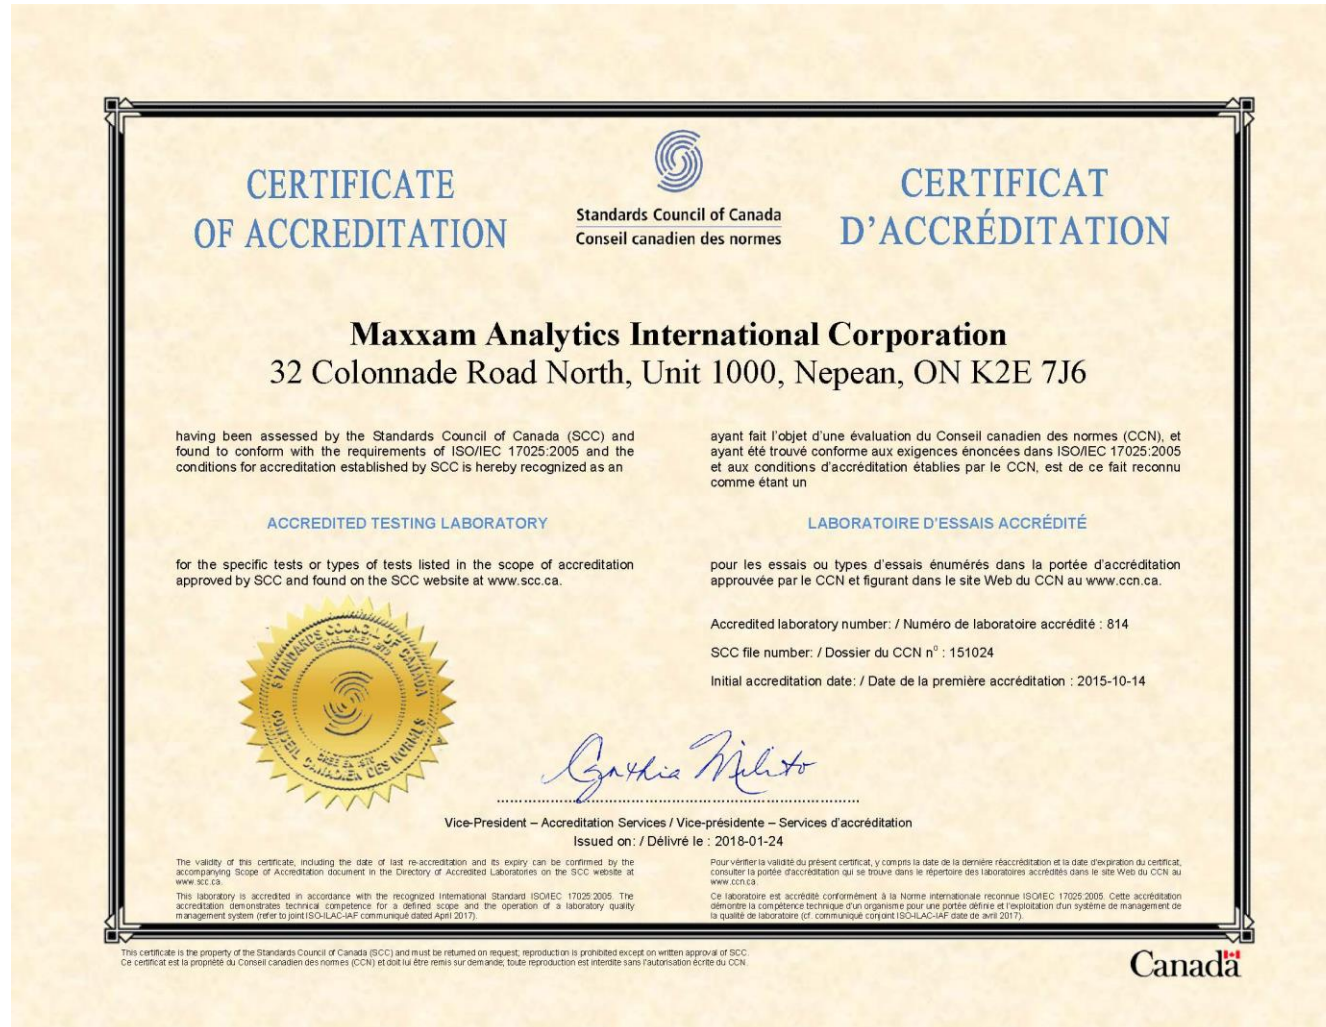 CERTIFICATE
OF ACCREDITATION
Standards Council of Canada
Conseil canadien des normes
CERTIFICAT
D'ACCRÉDITATION
Maxxam Analytics International Corporation
32 Colonnade Road North, Unit 1000, Nepean, ON K2E 7J6
having been assessed by the Standards Council of Canada (SCC) and
found to conform with the requirements of ISO/IEC 17025:2005 and the
conditions for accreditation established by SCC is hereby recognized as an
ACCREDITED TESTING LABORATORY
for the specific tests or types of tests listed in the scope of accreditation
approved by SCC and found on the SCC website at www.scc.ca.
ayant fait l'objet d'une évaluation du Conseil canadien des normes (CCN), et
ayant été trouvé conforme aux exigences énoncées dans ISO/IEC 17025:2005
et aux conditions d'accréditation établies par le CCN, est de ce fait reconnu
comme étant un
LABORATOIRE D'ESSAIS ACCRÉDITÉ
pour les essais ou types d'essais énumérés dans la portée d'accréditation
approuvée par le CCN et figurant dans le site Web du CCN au www.ccn.ca.
Accredited laboratory number: / Numéro de laboratoire accrédité : 814
SCC file number: / Dossier du CCN nº : 151024
Initial accreditation date: / Date de la première accréditation : 2015-10-14
STANDARDS COUNCIL OF CANADA
ESTABLISHED 1970
CRÉÉ EN 1970
CONSEIL CANADIEN DES NORMES
Cynthia Milito
Vice-President – Accreditation Services / Vice-présidente – Services d'accréditation
Issued on: / Délivré le : 2018-01-24
The validity of this certificate, including the date of last re-accreditation and its expiry can be confirmed by the
accompanying Scope of Accreditation document in the Directory of Accredited Laboratories on the SCC website at
www.scc.ca.
This laboratory is accredited in accordance with the recognized International Standard ISO/IEC 17025:2005. The
accreditation demonstrates technical competence for a defined scope and the operation of a laboratory quality
management system (refer to joint ISO-ILAC-IAF communiqué dated April 2017).
Pour vérifier la validité du présent certificat, y compris la date de la dernière réaccréditation et la date d'expiration du certificat,
consulter la portée d'accréditation qui se trouve dans le répertoire des laboratoires accrédités dans le site Web du CCN au
www.ccn.ca.
Ce laboratoire est accrédité conformément à la Norme internationale reconnue ISO/IEC 17025:2005. Cette accréditation
démontre la compétence technique d'un organisme pour une portée définie et l'exploitation d'un système de management de
la qualité de laboratoire (cf. communiqué conjoint ISO-ILAC-IAF date de avril 2017).
This certificate is the property of the Standards Council of Canada (SCC) and must be returned on request; reproduction is prohibited except on written approval of SCC.
Ce certificat est la propriété du Conseil canadien des normes (CCN) et doit lui être remis sur demande; toute reproduction est interdite sans l'autorisation écrite du CCN.
Canada